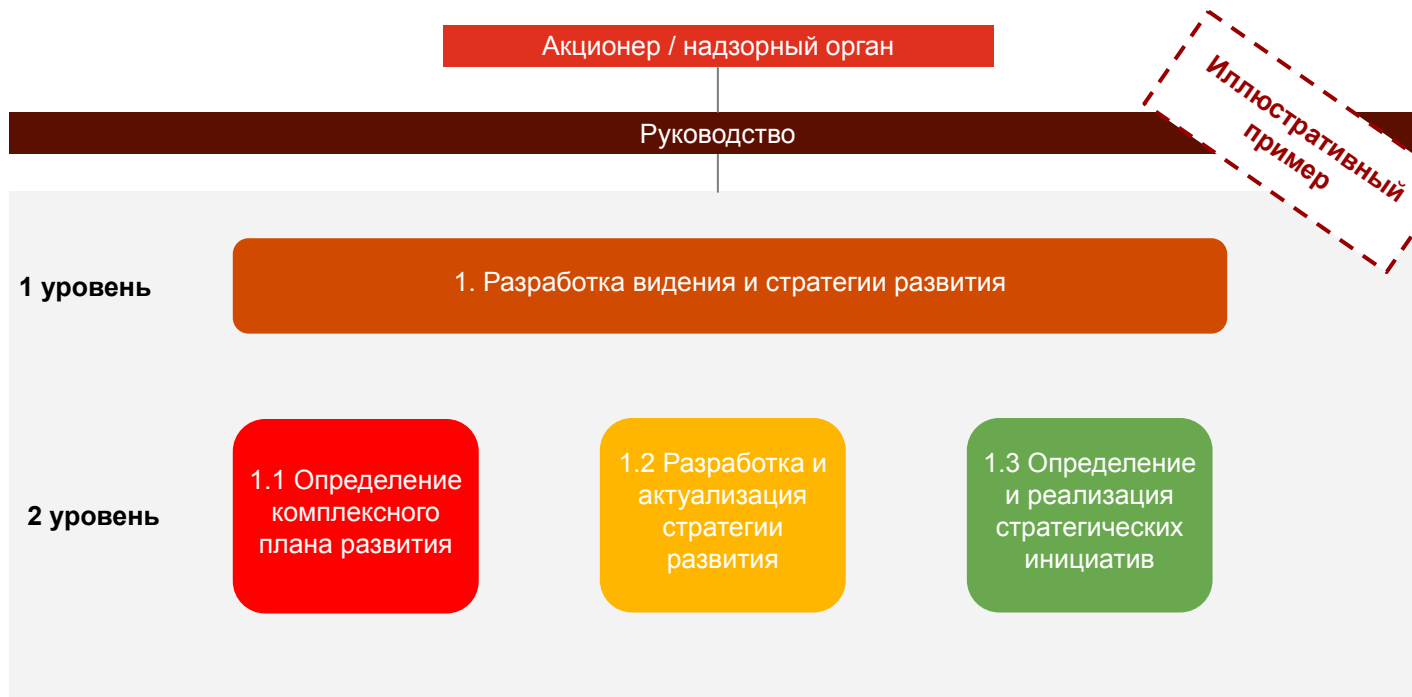 Акционер / надзорный орган
Иллюстративный
пример
Руководство
1 уровень
1. Разработка видения и стратегии развития
2 уровень
1.1 Определение
комплексного
плана развития
1.2 Разработка и
актуализация
стратегии
развития
1.3 Определение
и реализация
стратегических
инициатив